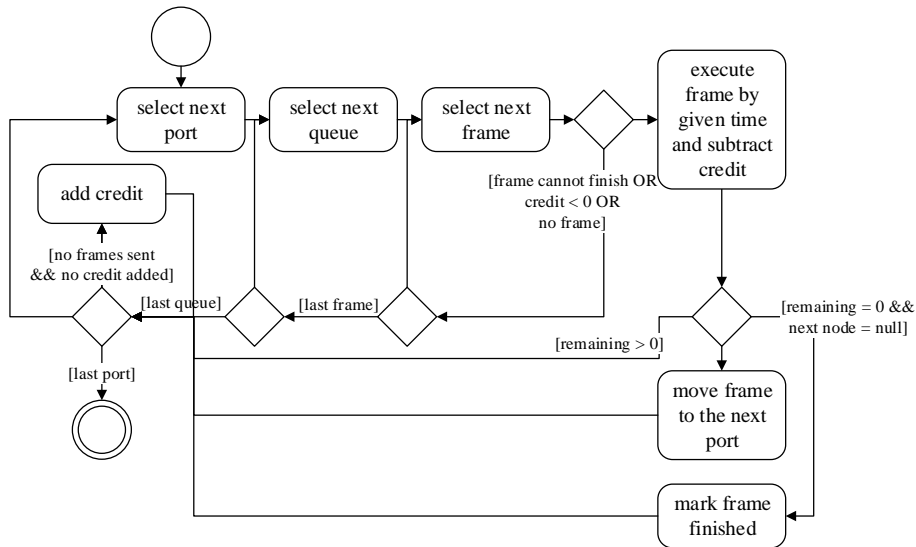 select next
port
select next
queue
select next
frame
execute
frame by
given time
and subtract
credit
[frame cannot finish OR
credit < 0 OR
no frame]
add credit
[no frames sent
&& no credit added]
[last queue]
[last frame]
[remaining = 0 &&
next node = null]
[remaining > 0]
[last port]
move frame
to the next
port
mark frame
finished